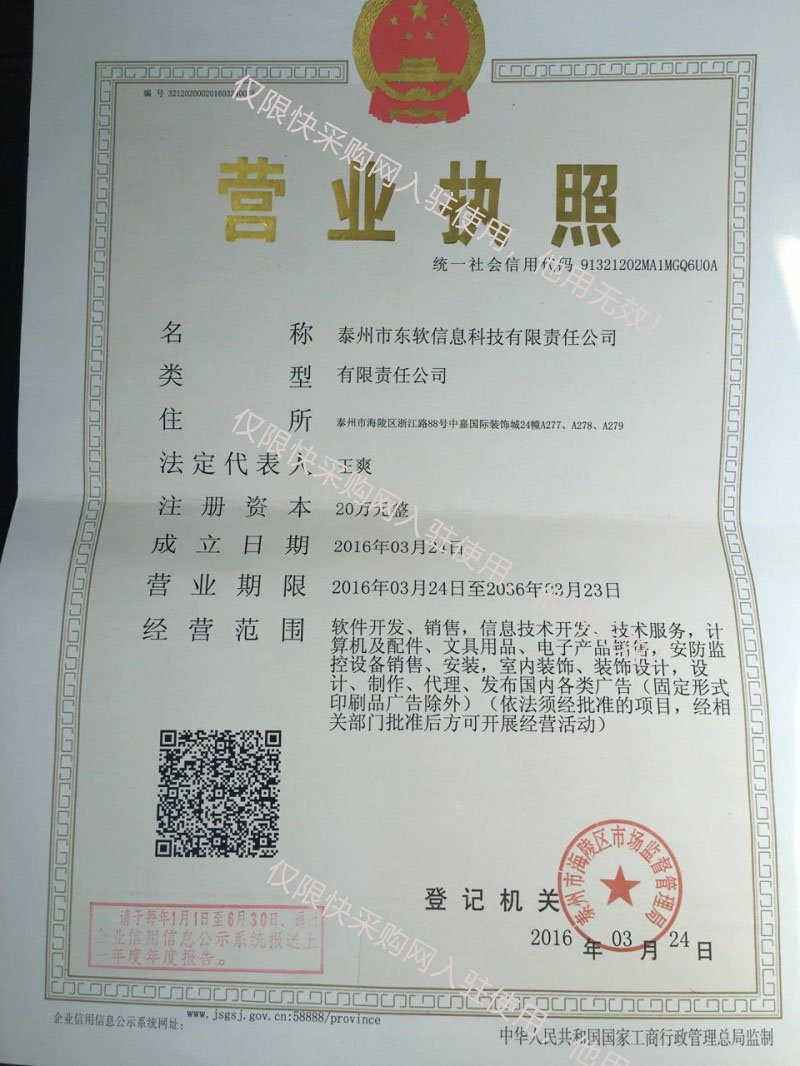 编 号 321202000201603240
营业执照
统一社会信用代码 91321202MA1MGQ6U0A
名 称 泰州市东软信息科技有限责任公司
类 型 有限责任公司
住 所 泰州市海陵区浙江路88号中嘉国际装饰城24幢A277、A278、A279
法定代表人 王爽
注册资本 20万元整
成立日期 2016年03月24日
营业期限 2016年03月24日至2036年03月23日
经营范围 软件开发、销售，信息技术开发、技术服务，计
算机及配件、文具用品、电子产品销售，安防监
控设备销售、安装，室内装饰、装饰设计，设
计、制作、代理、发布国内各类广告（固定形式
印刷品广告除外）（依法须经批准的项目，经相
关部门批准后方可开展经营活动）
登记机关
泰州市海陵区市场监督管理局
2016 年 03 月 24 日
请于每年1月1日至6月30日、通过
企业信用信息公示系统报送上
一年度年度报告。
企业信用信息公示系统网址： www.jsgsj.gov.cn:58888/province
中华人民共和国国家工商行政管理总局监制
仅限快采购网入驻使用，他用无效！
仅限快采购网入驻使用，他用无效！
仅限快采购网入驻使用，他用